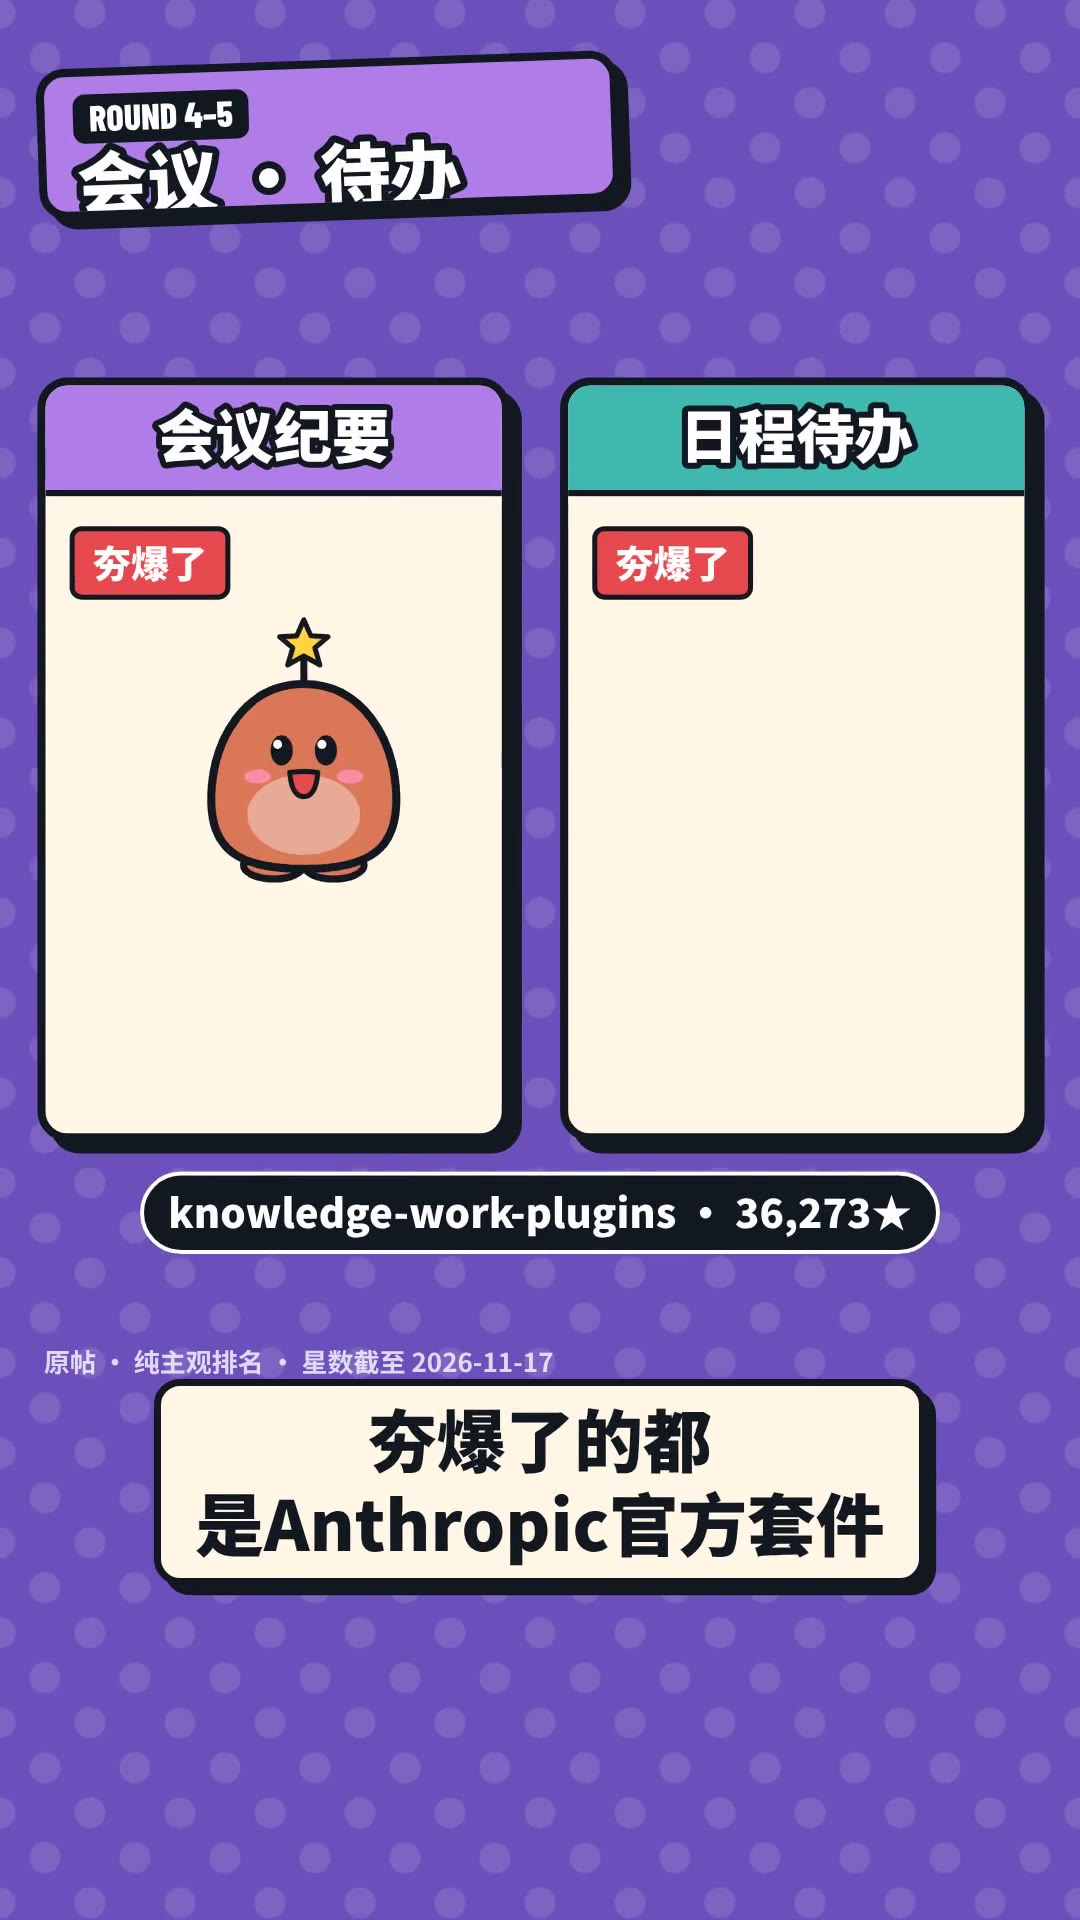 ROUND 4-5
会议 · 待办
会议纪要
日程待办
夯爆了
夯爆了
knowledge-work-plugins · 36,273★
原帖 · 纯主观排名 · 星数截至 2026-11-17
夯爆了的都
是Anthropic官方套件